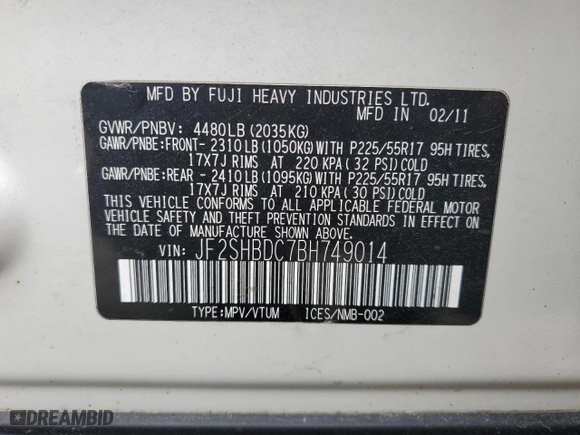 MFD BY FUJI HEAVY INDUSTRIES LTD.
MFD IN 02/11
GVWR/PNBV: 4480LB (2035KG)
GAWR/PNBE:FRONT- 2310LB(1050KG)WITH P225/55R17 95H TIRES,
17X7J RIMS AT 220 KPA( 32 PSI)COLD
GAWR/PNBE:REAR - 2410LB(1095KG)WITH P225/55R17 95H TIRES,
17X7J RIMS AT 210 KPA( 30 PSI)COLD
THIS VEHICLE CONFORMS TO ALL APPLICABLE FEDERAL MOTOR
VEHICLE SAFETY AND THEFT PREVENTION STANDARDS IN EFFECT ON
THE DATE OF MANUFACTURE SHOWN ABOVE.
VIN: JF2SHBDC7BH749014
TYPE:MPV/VTUM ICES/NMB-002
DREAMBID